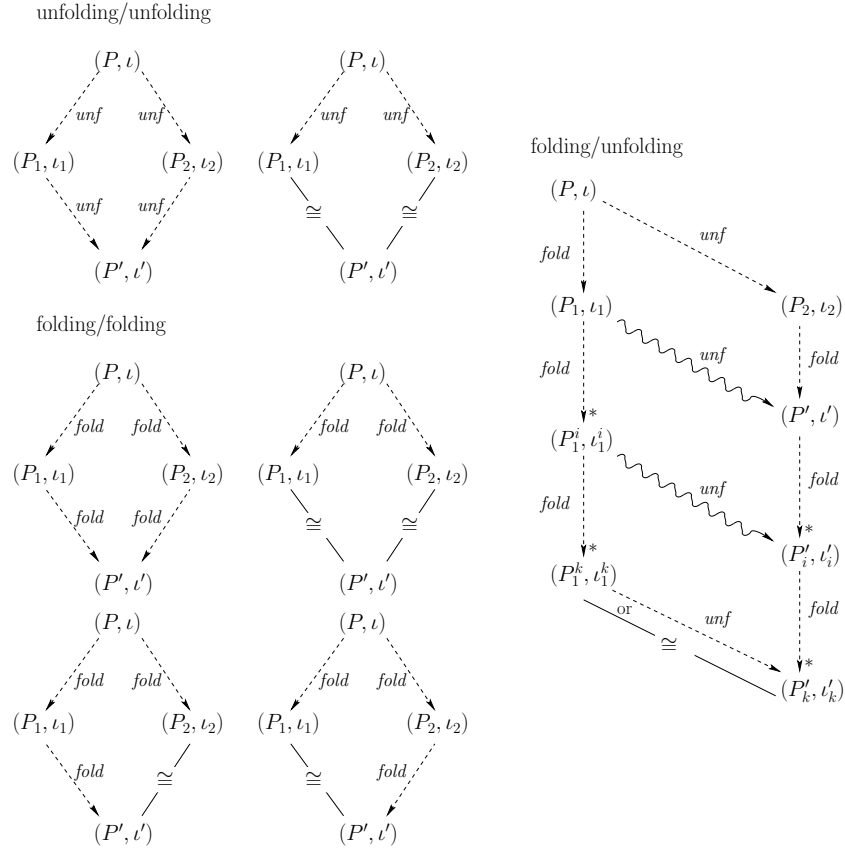 unfolding/unfolding
(P, ι) (P, ι)
unf unf unf unf
(P₁, ι₁) (P₂, ι₂) (P₁, ι₁) (P₂, ι₂)
unf unf ≅ ≅
(P′, ι′) (P′, ι′)
folding/folding
(P, ι) (P, ι)
fold fold fold fold
(P₁, ι₁) (P₂, ι₂) (P₁, ι₁) (P₂, ι₂)
fold fold ≅ ≅
(P′, ι′) (P′, ι′)
(P, ι) (P, ι)
fold fold fold fold
(P₁, ι₁) (P₂, ι₂) (P₁, ι₁) (P₂, ι₂)
fold ≅ ≅ fold
(P′, ι′) (P′, ι′)
folding/unfolding
(P, ι)
fold unf
(P₁, ι₁) (P₂, ι₂)
fold unf fold
*
(P₁ⁱ, ι₁ⁱ) (P′, ι′)
fold unf fold
* *
(P₁ᵏ, ι₁ᵏ) (P′ᵢ, ι′ᵢ)
or unf fold
≅ *
(P′ₖ, ι′ₖ)